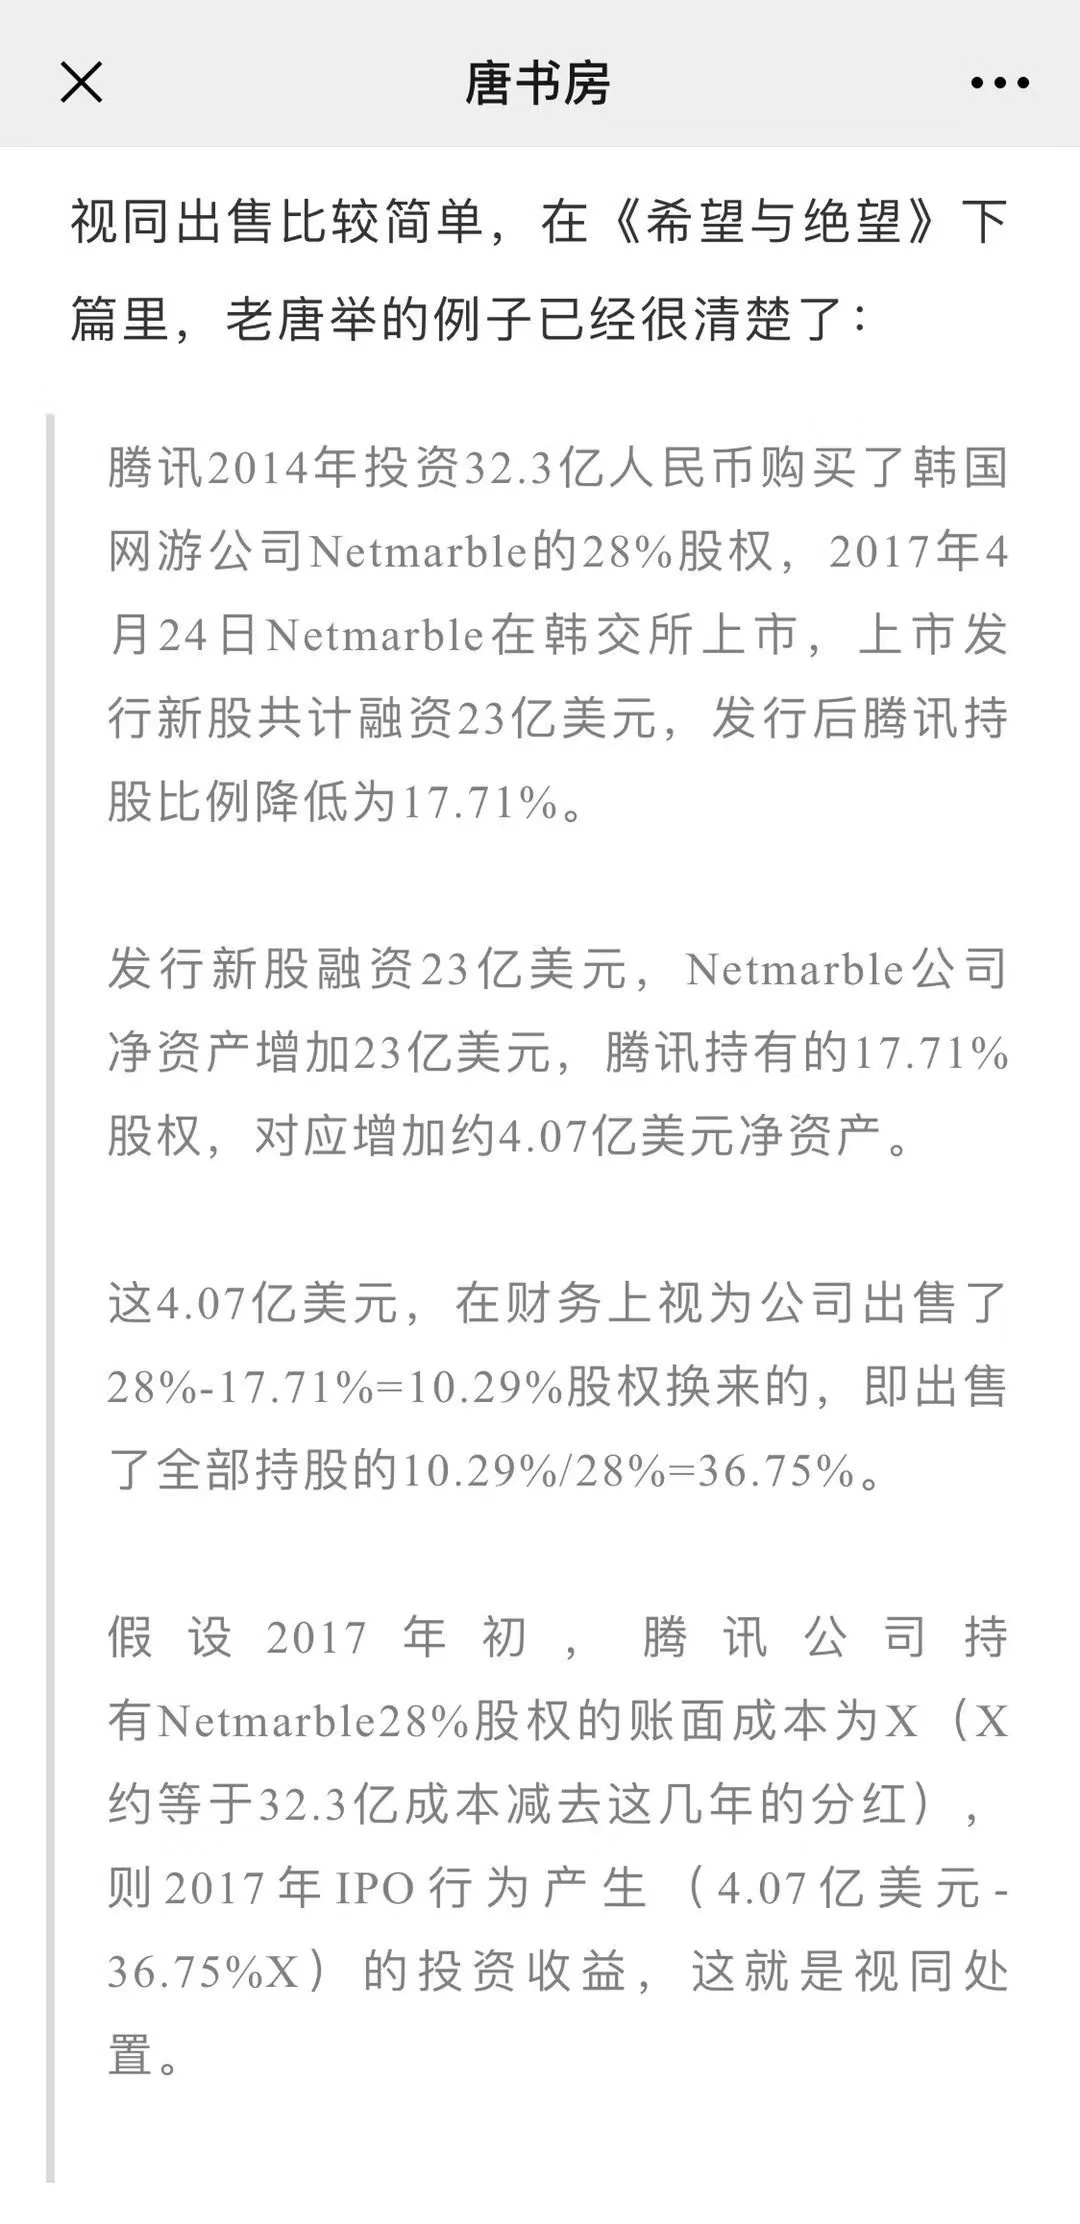 唐书房
视同出售比较简单，在《希望与绝望》下
篇里，老唐举的例子已经很清楚了：
腾讯2014年投资32.3亿人民币购买了韩国
网游公司Netmarble的28%股权，2017年4
月24日Netmarble在韩交所上市，上市发
行新股共计融资23亿美元，发行后腾讯持
股比例降低为17.71%。
发行新股融资23亿美元，Netmarble公司
净资产增加23亿美元，腾讯持有的17.71%
股权，对应增加约4.07亿美元净资产。
这4.07亿美元，在财务上视为公司出售了
28%-17.71%=10.29%股权换来的，即出售
了全部持股的10.29%/28%=36.75%。
假设2017年初，腾讯公司持
有Netmarble28%股权的账面成本为X（X
约等于32.3亿成本减去这几年的分红），
则2017年IPO行为产生（4.07亿美元-
36.75%X）的投资收益，这就是视同处
置。